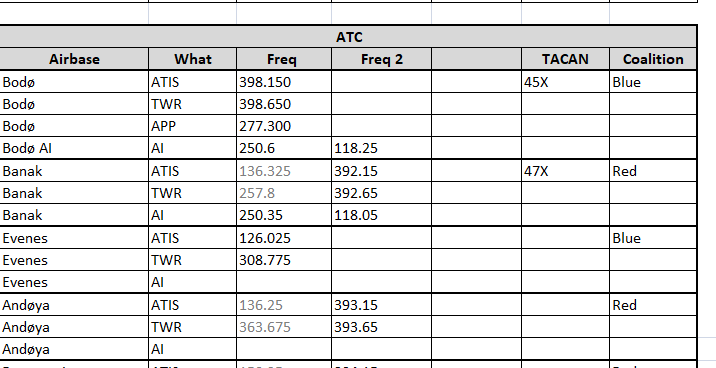 ATC
Airbase What Freq Freq 2 TACAN Coalition
Bodø ATIS 398.150 45X Blue
Bodø TWR 398.650
Bodø APP 277.300
Bodø AI AI 250.6 118.25
Banak ATIS 136.325 392.15 47X Red
Banak TWR 257.8 392.65
Banak AI 250.35 118.05
Evenes ATIS 126.025 Blue
Evenes TWR 308.775
Evenes AI
Andøya ATIS 136.25 393.15 Red
Andøya TWR 363.675 393.65
Andøya AI